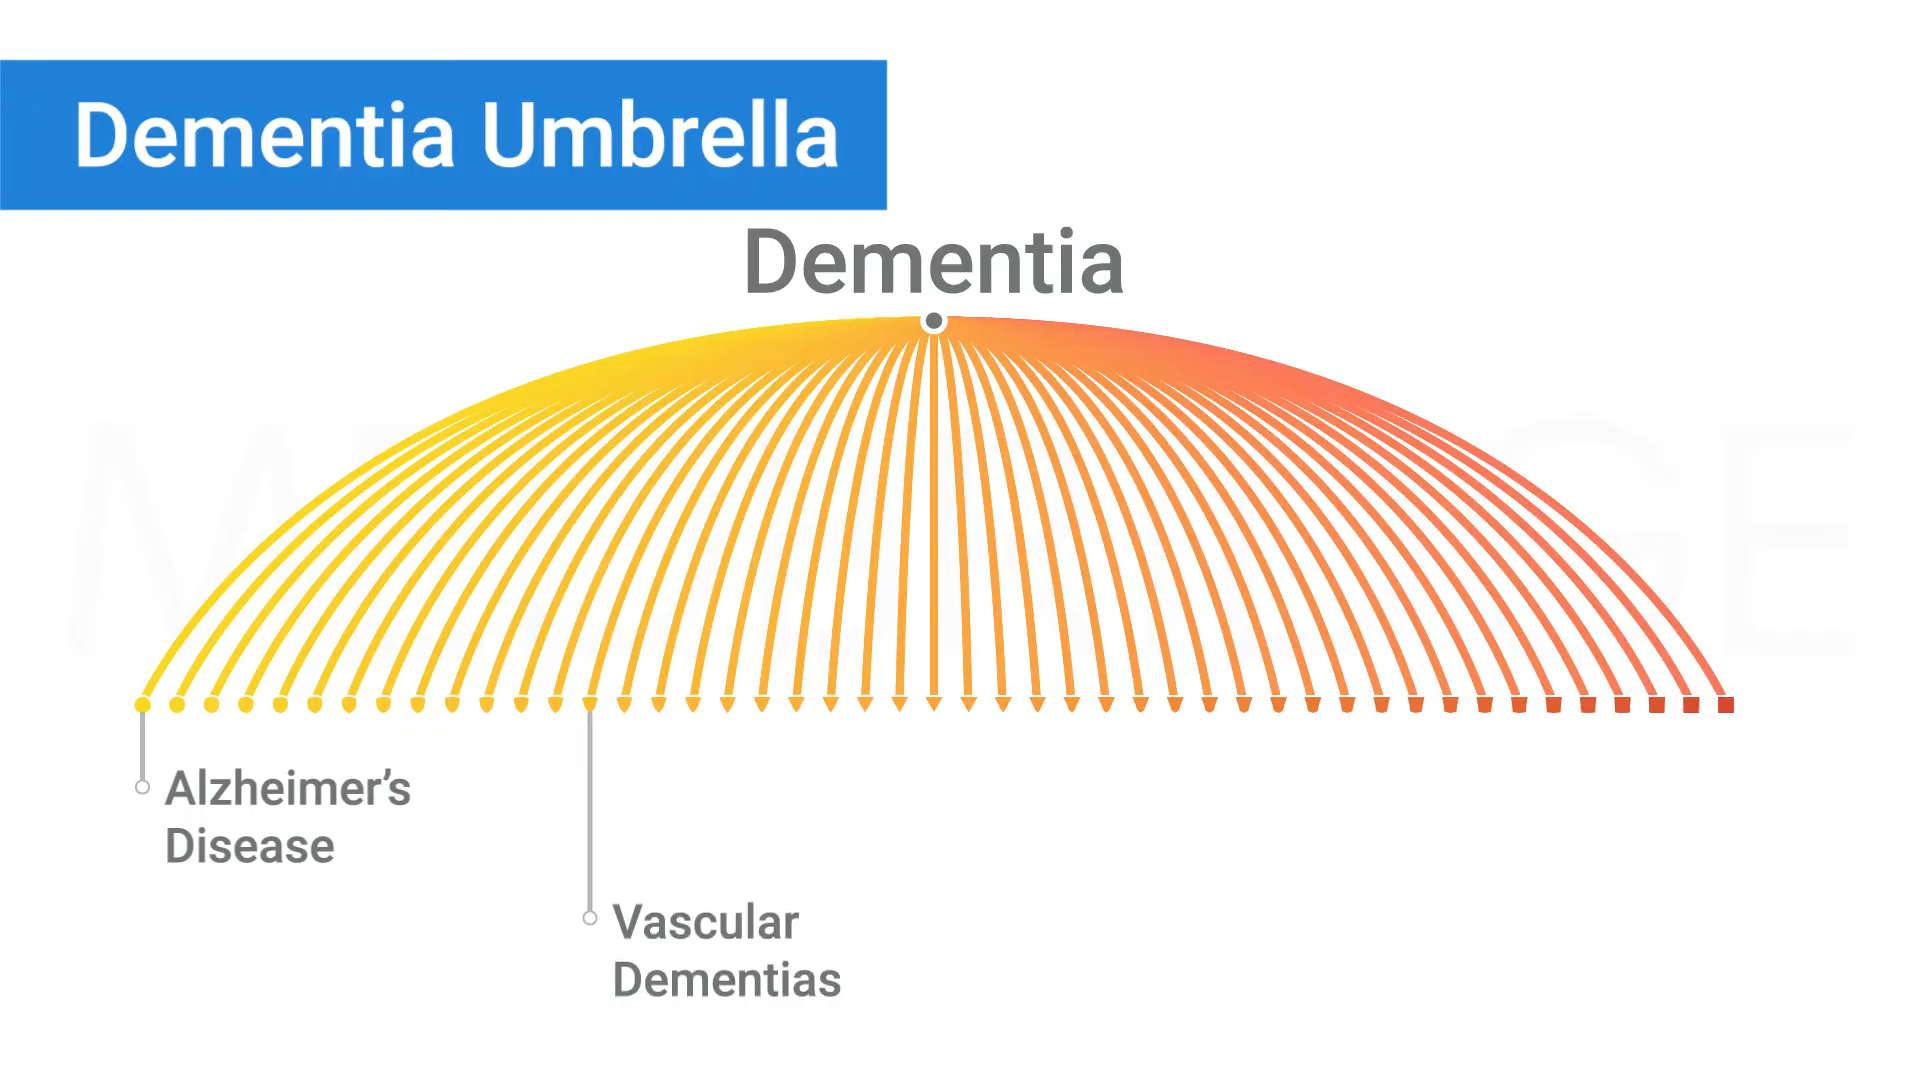 Dementia Umbrella
Dementia
Alzheimer’s
Disease
Vascular
Dementias